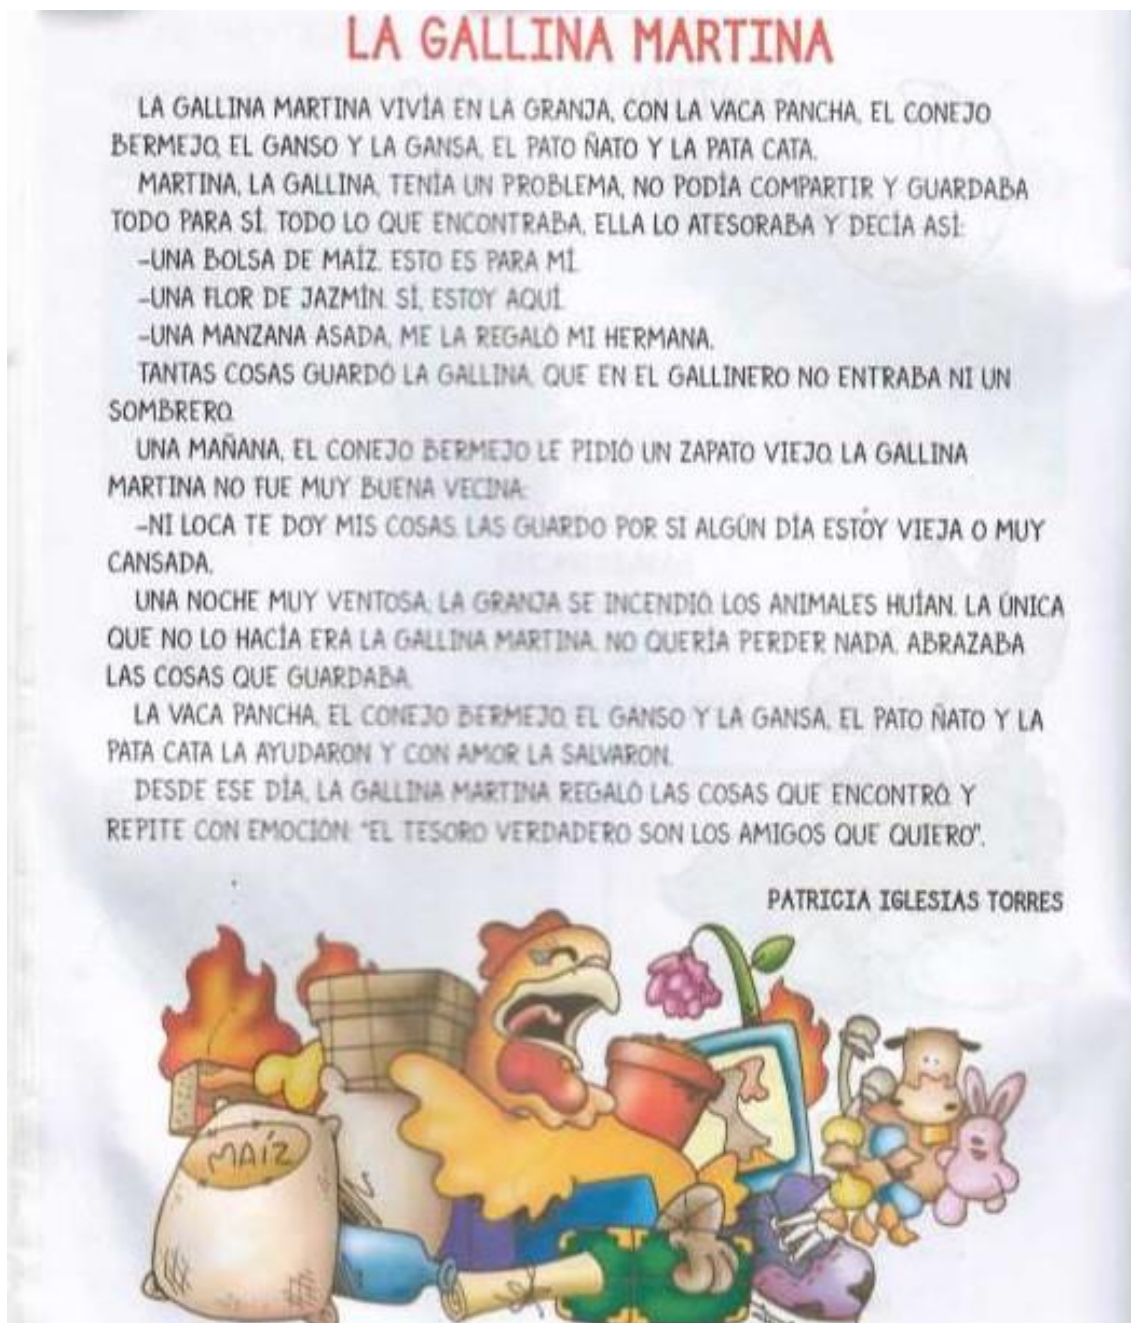 LA GALLINA MARTINA
LA GALLINA MARTINA VIVÍA EN LA GRANJA, CON LA VACA PANCHA, EL CONEJO
BERMEJO, EL GANSO Y LA GANSA, EL PATO ÑATO Y LA PATA CATA.
MARTINA, LA GALLINA, TENÍA UN PROBLEMA, NO PODÍA COMPARTIR Y GUARDABA
TODO PARA SÍ. TODO LO QUE ENCONTRABA, ELLA LO ATESORABA Y DECÍA ASÍ:
-UNA BOLSA DE MAÍZ. ESTO ES PARA MÍ.
-UNA FLOR DE JAZMÍN. SÍ, ESTOY AQUÍ.
-UNA MANZANA ASADA, ME LA REGALÓ MI HERMANA.
TANTAS COSAS GUARDÓ LA GALLINA, QUE EN EL GALLINERO NO ENTRABA NI UN
SOMBRERO.
UNA MAÑANA, EL CONEJO BERMEJO LE PIDIÓ UN ZAPATO VIEJO. LA GALLINA
MARTINA NO FUE MUY BUENA VECINA:
-NI LOCA TE DOY MIS COSAS. LAS GUARDO POR SI ALGÚN DÍA ESTÓY VIEJA O MUY
CANSADA.
UNA NOCHE MUY VENTOSA, LA GRANJA SE INCENDIÓ. LOS ANIMALES HUÍAN. LA ÚNICA
QUE NO LO HACÍA ERA LA GALLINA MARTINA. NO QUERÍA PERDER NADA. ABRAZABA
LAS COSAS QUE GUARDABA.
LA VACA PANCHA, EL CONEJO BERMEJO, EL GANSO Y LA GANSA, EL PATO ÑATO Y LA
PATA CATA LA AYUDARON Y CON AMOR LA SALVARON.
DESDE ESE DÍA, LA GALLINA MARTINA REGALÓ LAS COSAS QUE ENCONTRÓ. Y
REPITE CON EMOCIÓN: "EL TESORO VERDADERO SON LOS AMIGOS QUE QUIERO".
PATRICIA IGLESIAS TORRES
MAÍZ